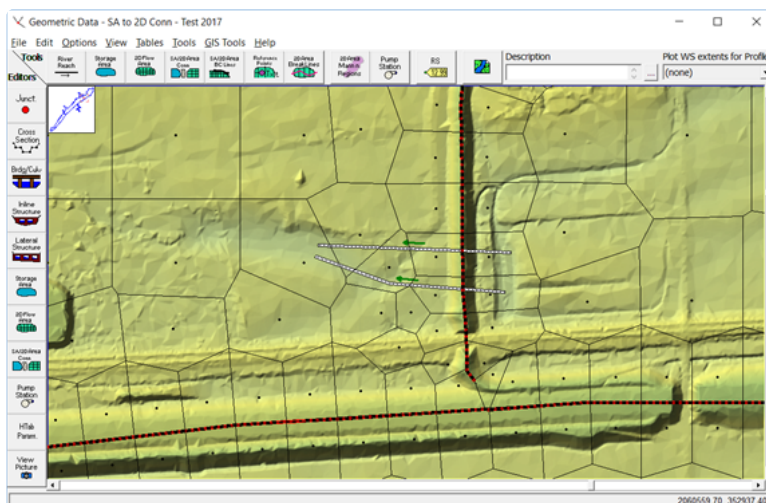 Geometric Data - SA to 2D Conn - Test 2017
File Edit Options View Tables Tools GIS Tools Help
Tools
Editors
River Reach
Storage Area
2D Flow Area
SA/2D Area Conn
SA/2D Area BC Lines
Reference Points
2D Area BreakLines
2D Area Mann n Regions
Pump Station
RS
Description
...
Plot WS extents for Profile
(none)
Junct.
Cross Section
Brdg/Culv
Inline Structure
Lateral Structure
Storage Area
2D Flow Area
SA/2D Area Conn
Pump Station
HTab Param.
View Picture
2060559.70, 352937.40